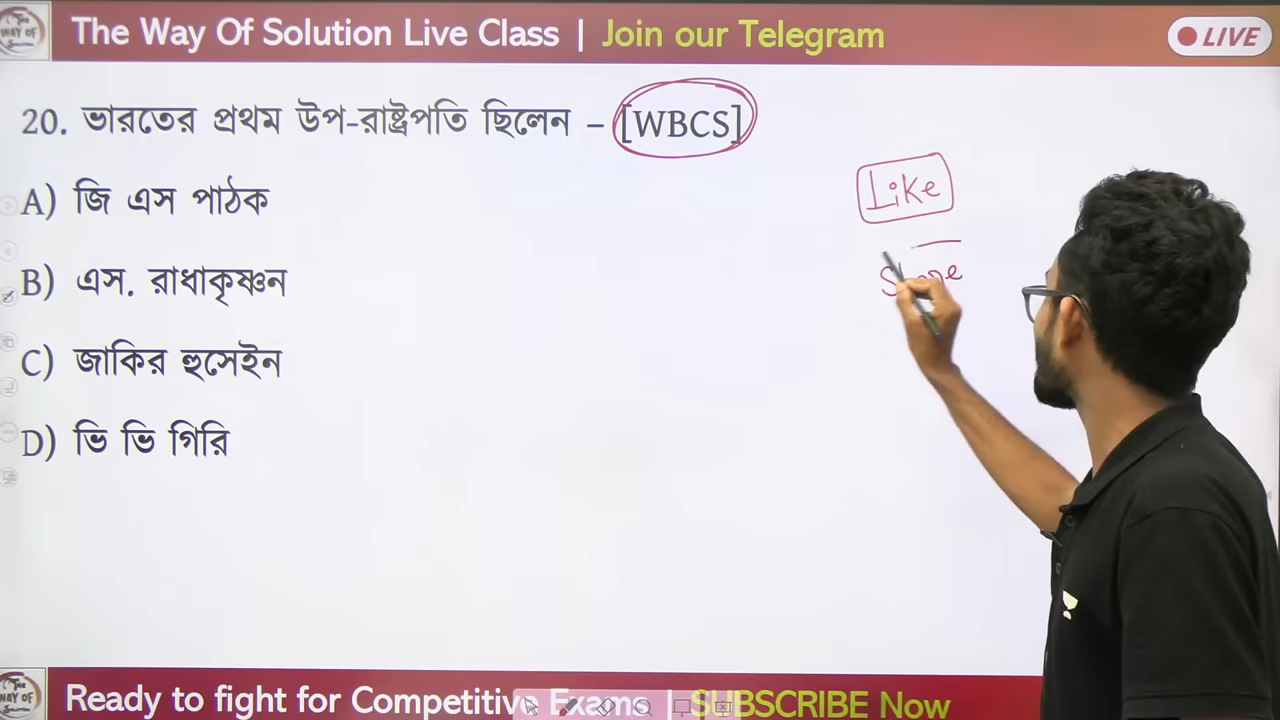 The Way Of Solution Live Class | Join our Telegram
LIVE
20. ভারতের প্রথম উপ-রাষ্ট্রপতি ছিলেন – [WBCS]
A) জি এস পাঠক
B) এস. রাধাকৃষ্ণন
C) জাকির হুসেইন
D) ভি ভি গিরি
Like
Ready to fight for Competitive Exams | SUBSCRIBE Now